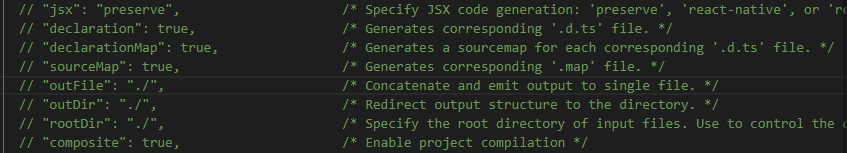 // "jsx": "preserve",                     /* Specify JSX code generation: 'preserve', 'react-native', or
// "declaration": true,                   /* Generates corresponding '.d.ts' file. */
// "declarationMap": true,                /* Generates a sourcemap for each corresponding '.d.ts' file. */
// "sourceMap": true,                     /* Generates corresponding '.map' file. */
// "outFile": "./",                       /* Concatenate and emit output to single file. */
// "outDir": "./",                        /* Redirect output structure to the directory. */
// "rootDir": "./",                       /* Specify the root directory of input files. Use to control the
// "composite": true,                     /* Enable project compilation */